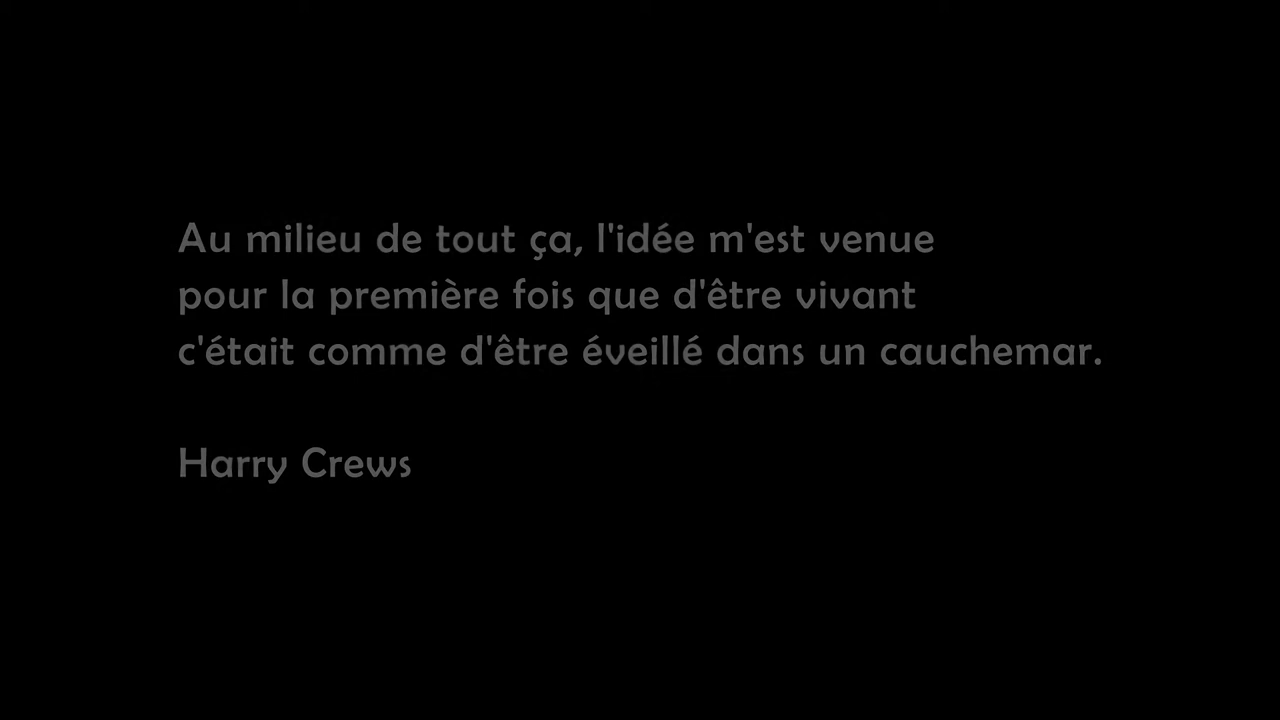 Au milieu de tout ça, l'idée m'est venue
pour la première fois que d'être vivant
c'était comme d'être éveillé dans un cauchemar.
Harry Crews